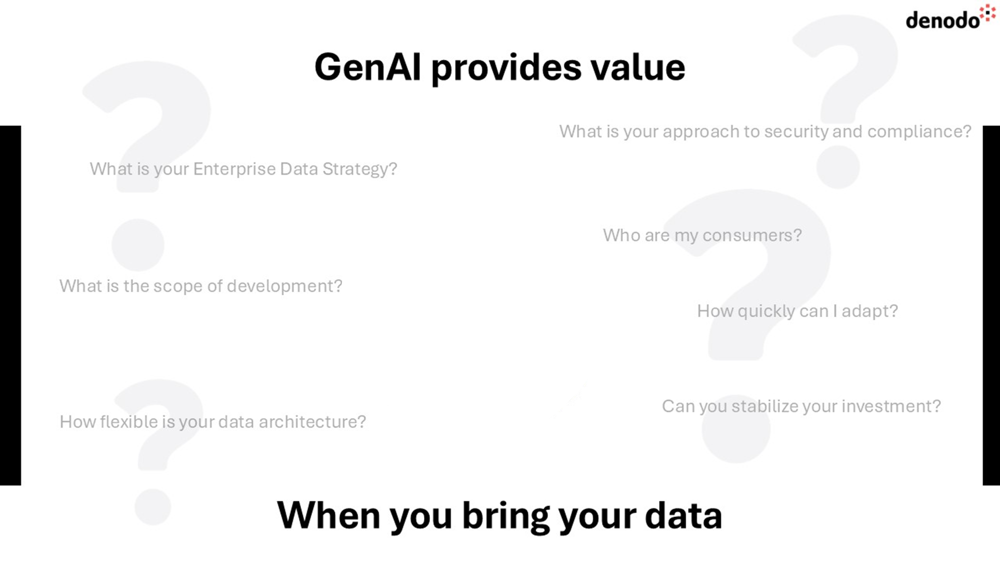 denodo
GenAI provides value
What is your approach to security and compliance?
What is your Enterprise Data Strategy?
Who are my consumers?
What is the scope of development?
How quickly can I adapt?
Can you stabilize your investment?
How flexible is your data architecture?
When you bring your data